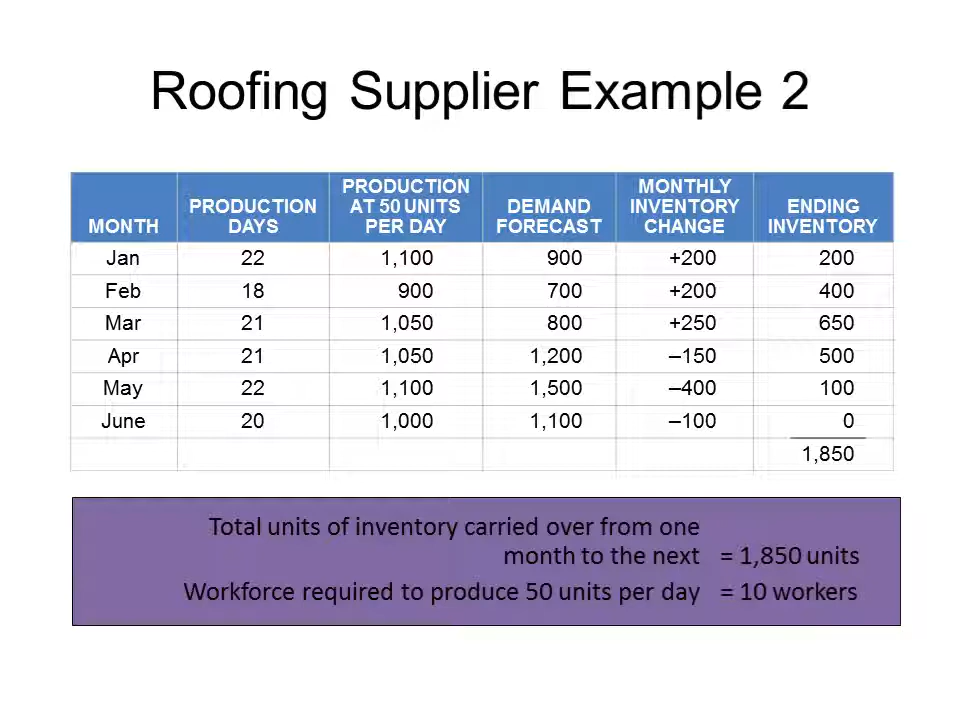 Roofing Supplier Example 2
MONTH PRODUCTION DAYS PRODUCTION AT 50 UNITS PER DAY DEMAND FORECAST MONTHLY INVENTORY CHANGE ENDING INVENTORY
Jan 22 1,100 900 +200 200
Feb 18 900 700 +200 400
Mar 21 1,050 800 +250 650
Apr 21 1,050 1,200 –150 500
May 22 1,100 1,500 –400 100
June 20 1,000 1,100 –100 0
1,850
Total units of inventory carried over from one
month to the next = 1,850 units
Workforce required to produce 50 units per day = 10 workers